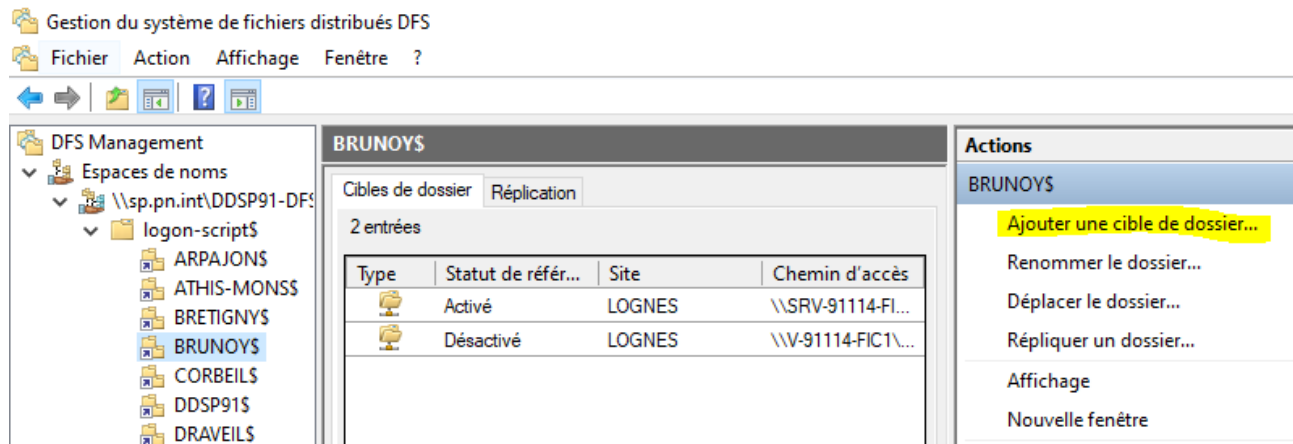 Gestion du système de fichiers distribués DFS
Fichier Action Affichage Fenêtre ?
DFS Management
Espaces de noms
\\sp.pn.int\DDSP91-DFS
logon-script$
ARPAJON$
ATHIS-MONS$
BRETIGNY$
BRUNOY$
CORBEIL$
DDSP91$
DRAVEIL$
BRUNOY$
Cibles de dossier Réplication
2 entrées
Type Statut de référ... Site Chemin d'accès
Activé LOGNES \\SRV-91114-FI...
Désactivé LOGNES \\V-91114-FIC1\...
Actions
BRUNOY$
Ajouter une cible de dossier...
Renommer le dossier...
Déplacer le dossier...
Répliquer un dossier...
Affichage
Nouvelle fenêtre